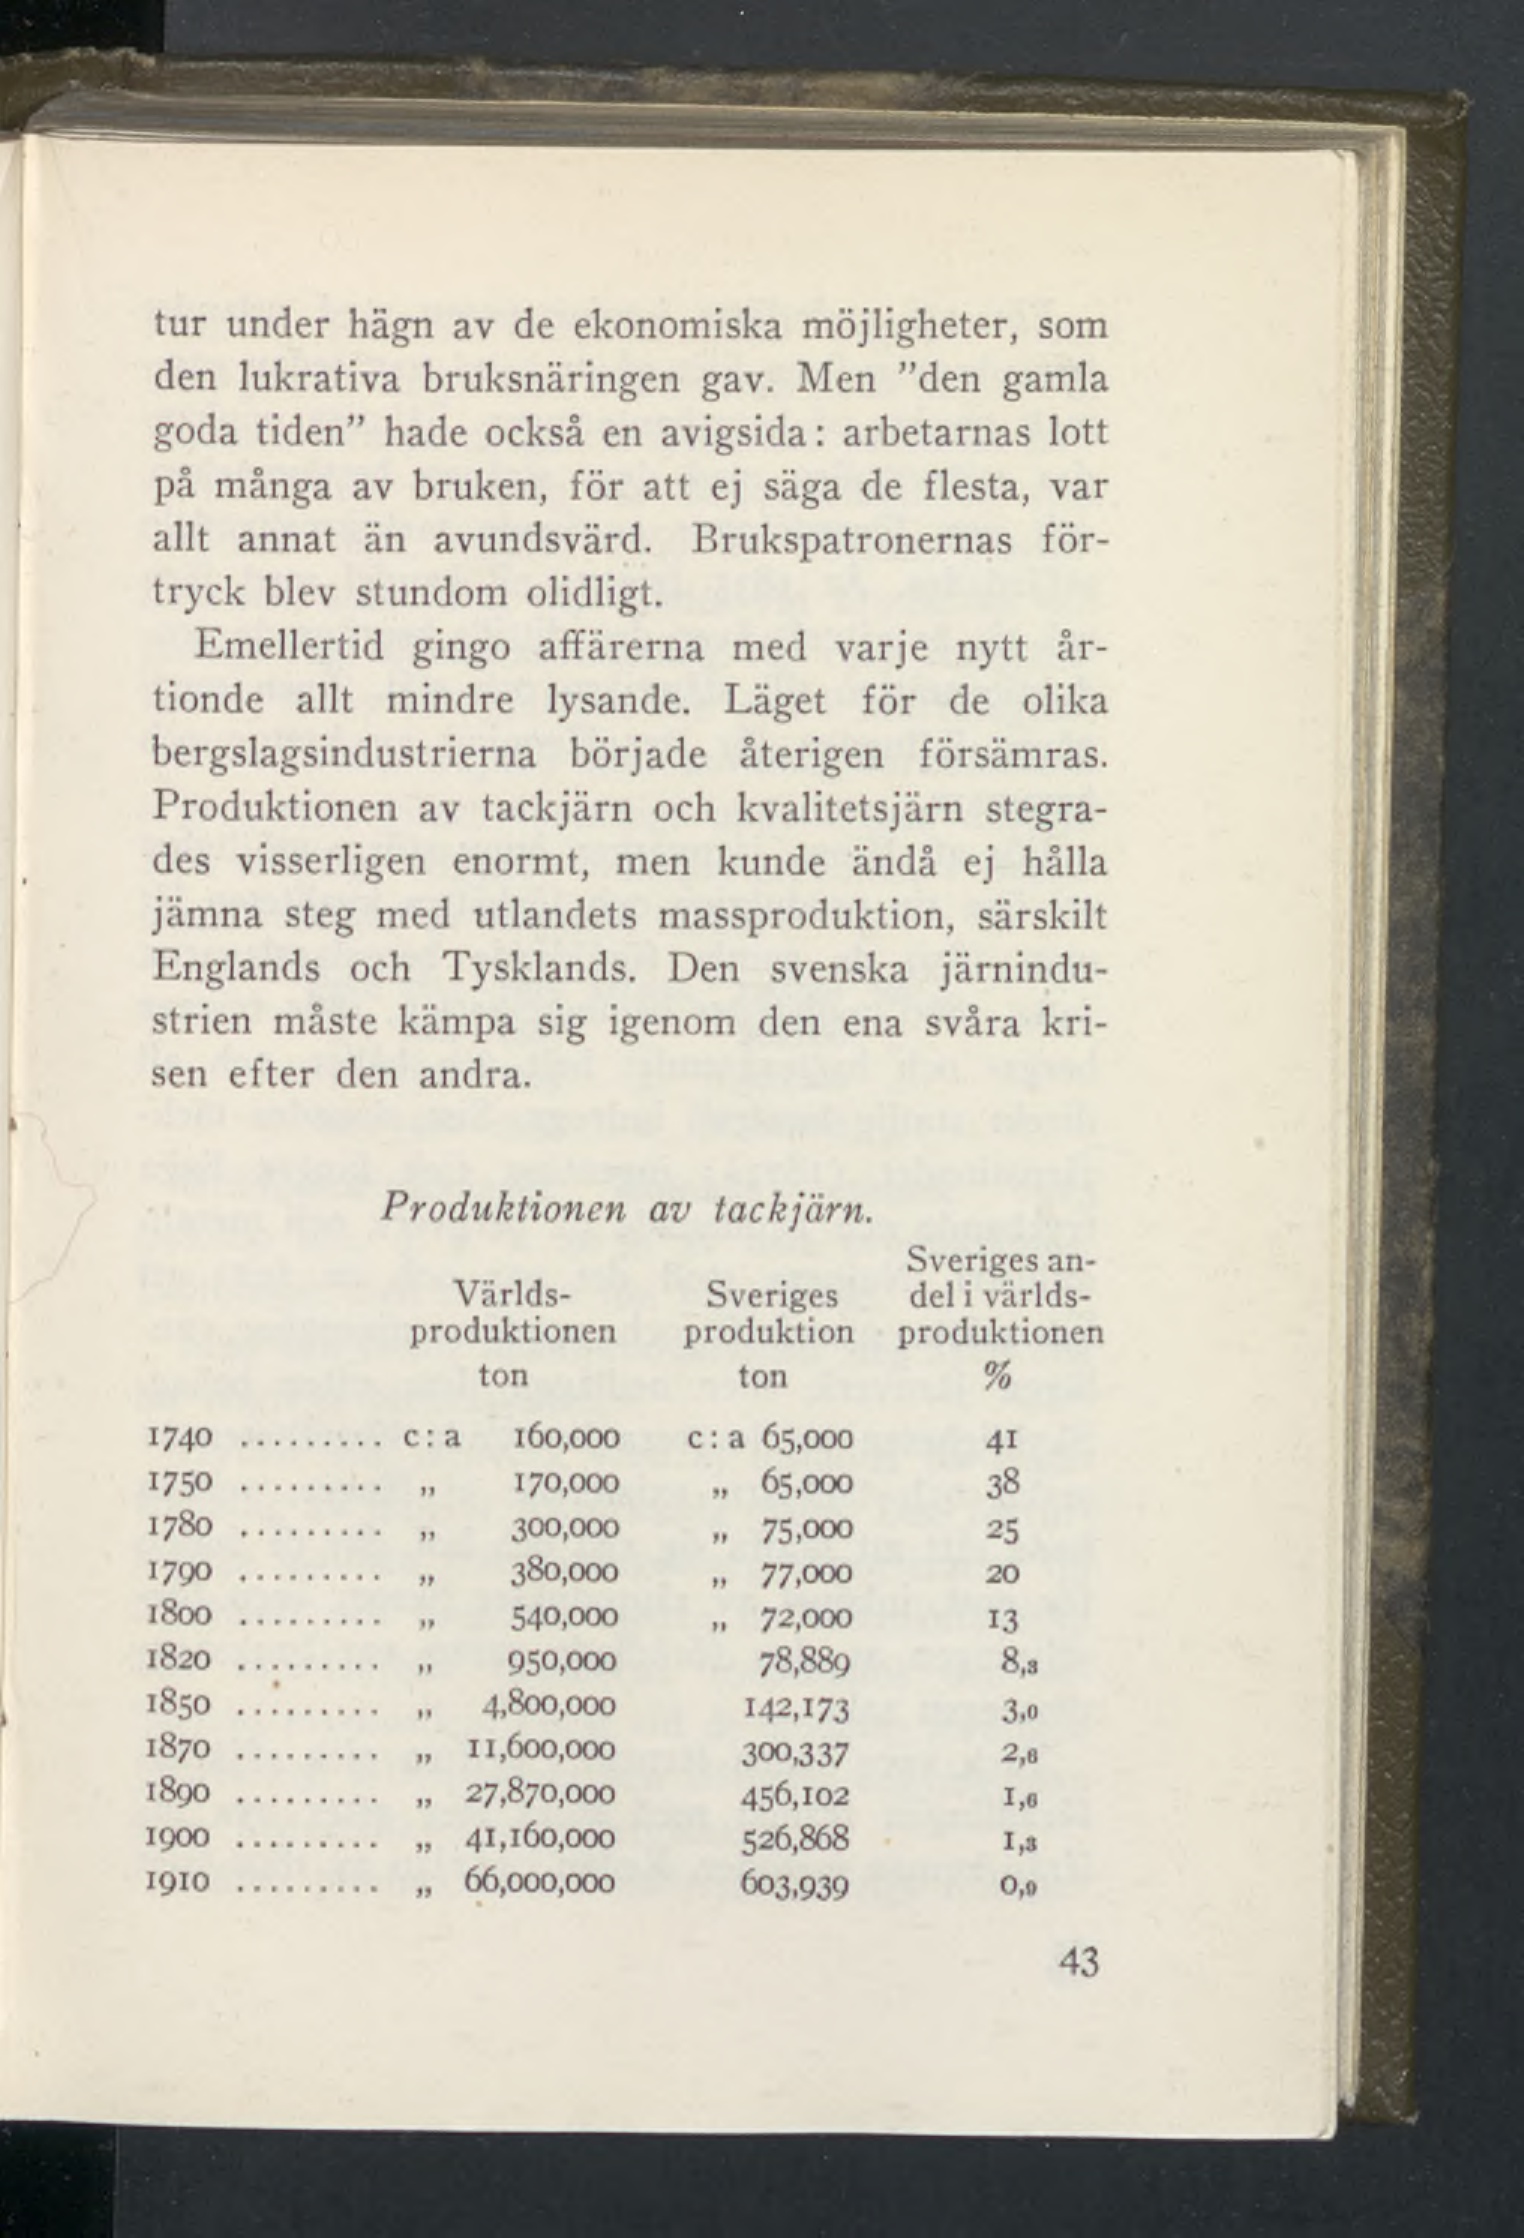 tur under hägn av de ekonomiska möjligheter, som
den lukrativa bruksnäringen gav. Men ”den gamla
goda tiden” hade också en avigsida: arbetarnas lott
på många av bruken, för att ej säga de flesta, var
allt annat än avundsvärd. Brukspatronernas för-
tryck blev stundom olidligt.
Emellertid gingo affärerna med varje nytt år-
tionde allt mindre lysande. Läget för de olika
bergslagsindustrierna började återigen försämras.
Produktionen av tackjärn och kvalitetsjärn stegra-
des visserligen enormt, men kunde ändå ej hålla
jämna steg med utlandets massproduktion, särskilt
Englands och Tysklands. Den svenska järnindu-
strien måste kämpa sig igenom den ena svåra kri-
sen efter den andra.
Produktionen av tackjärn.
Världs-
produktionen
ton
Sveriges
produktion
ton
Sveriges an-
del i världs-
produktionen
%
1740 ......... c:a 160,000 c:a 65,000 41
1750 ......... „ 170,000 „ 65,000 38
1780 ......... „ 300,000 „ 75,000 25
1790 ......... „ 380,000 „ 77,000 20
1800 ......... „ 540,000 „ 72,000 13
1820 ......... „ 950,000 78,889 8,3
1850 ......... „ 4,800,000 142,173 3,0
1870 ......... „ 11,600,000 300,337 2,6
1890 ......... „ 27,870,000 456,102 1,6
1900 ......... „ 41,160,000 526,868 1,3
1910 ......... „ 66,000,000 603,939 0,9
43